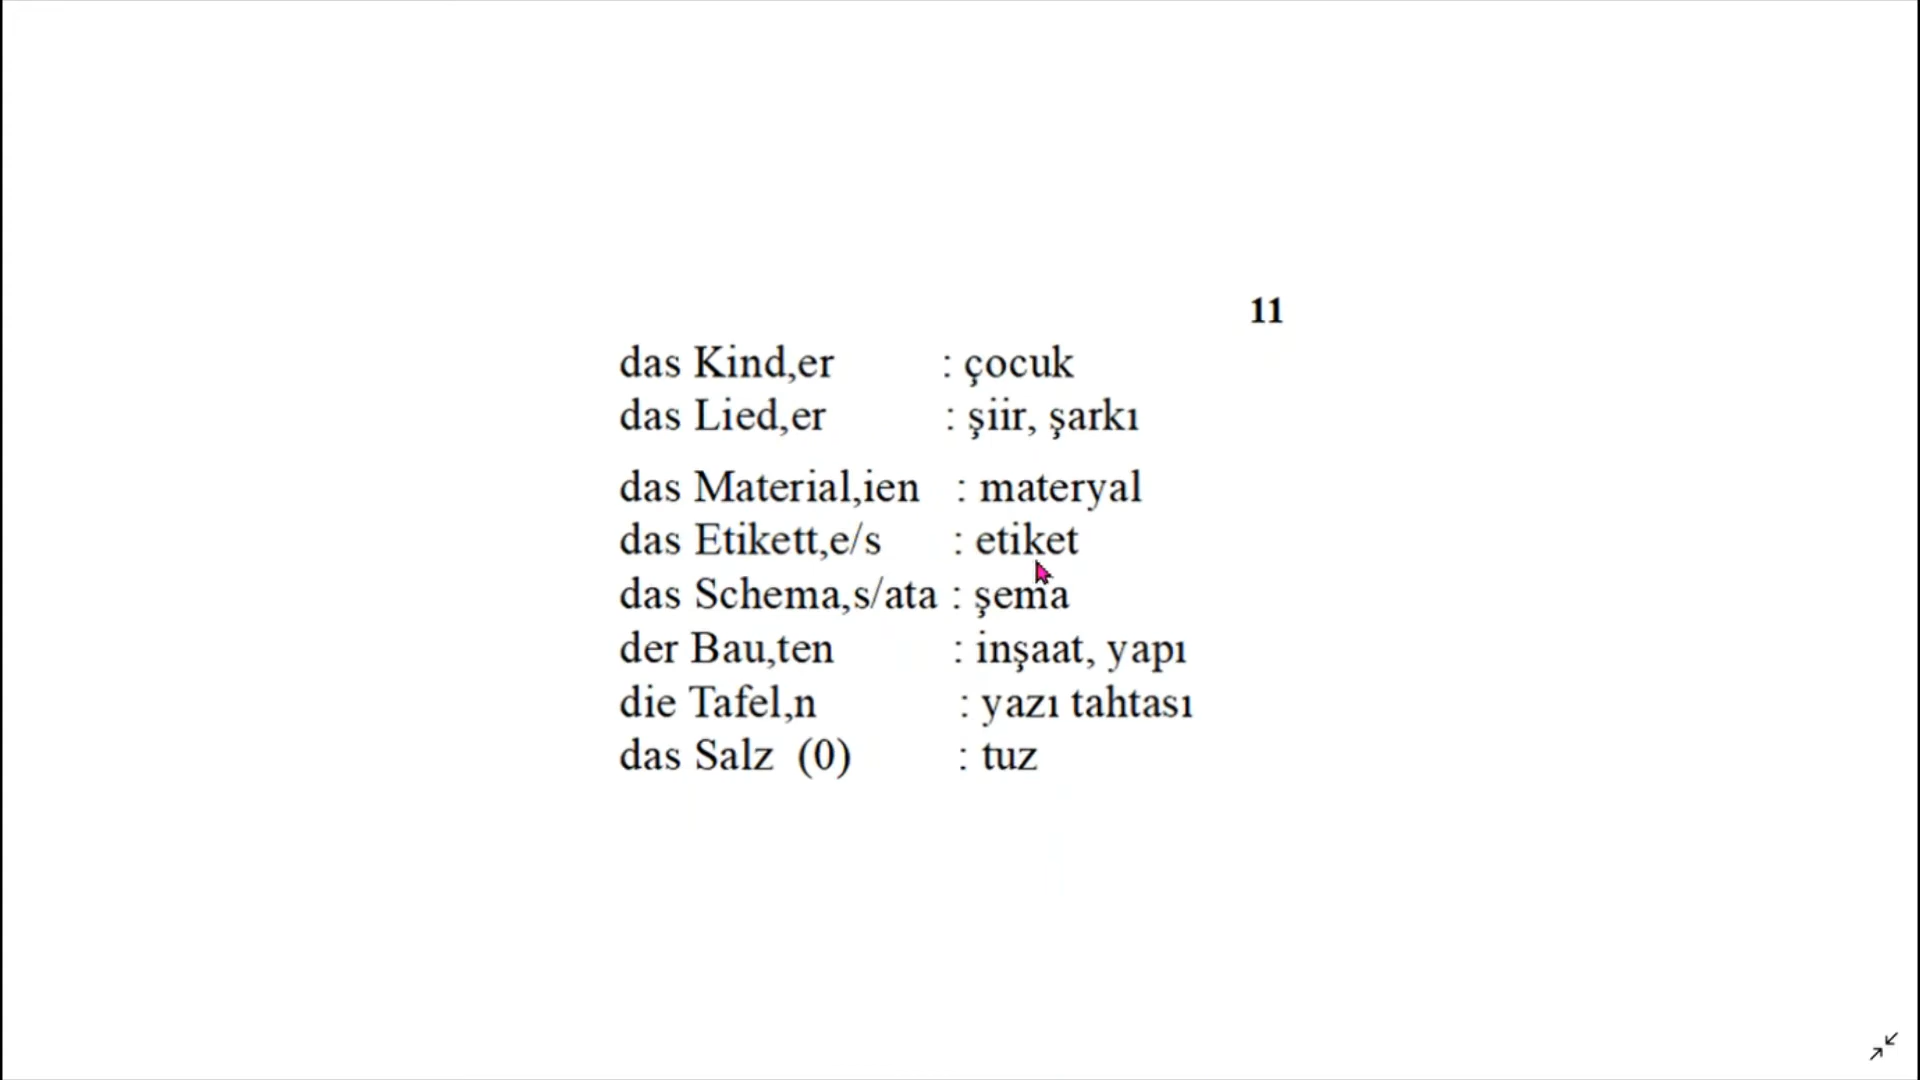 11
das Kind,er : çocuk
das Lied,er : şiir, şarkı
das Material,ien : materyal
das Etikett,e/s : etiket
das Schema,s/ata : şema
der Bau,ten : inşaat, yapı
die Tafel,n : yazı tahtası
das Salz (0) : tuz